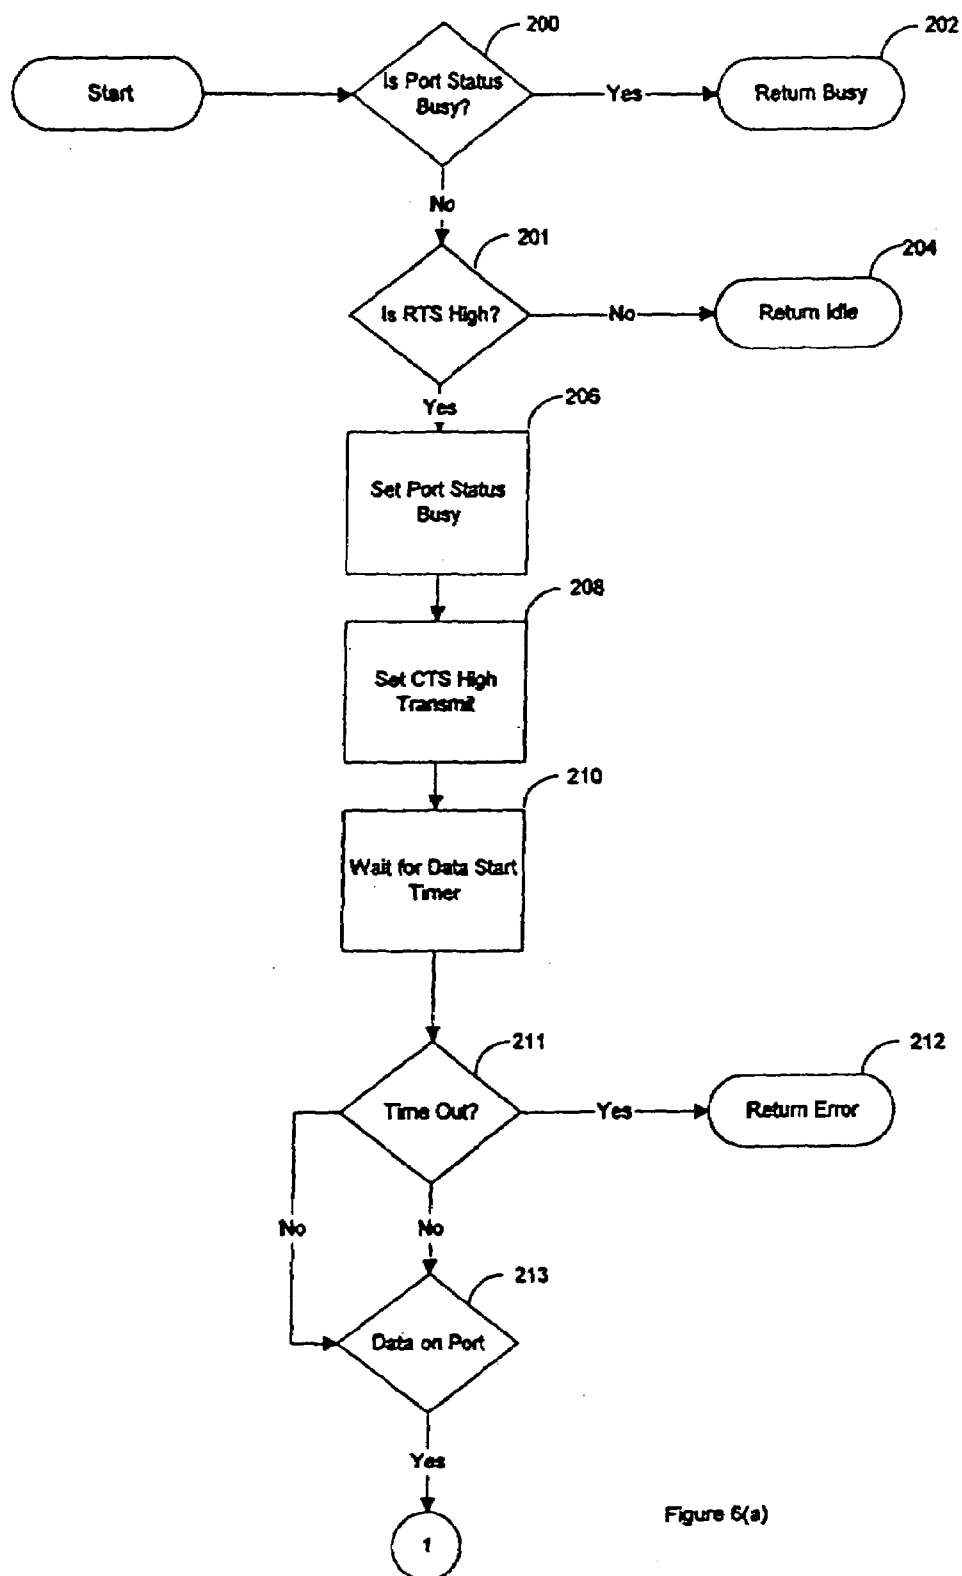 200
202
Start
Is Port Status
Busy?
Yes
Return Busy
No
201
204
Is RTS High?
No
Return Idle
Yes
206
Set Port Status
Busy
208
Set CTS High
Transmit
210
Wait for Data Start
Timer
211
212
Time Out?
Yes
Return Error
No
No
213
Data on Port
Yes
1
Figure 6(a)